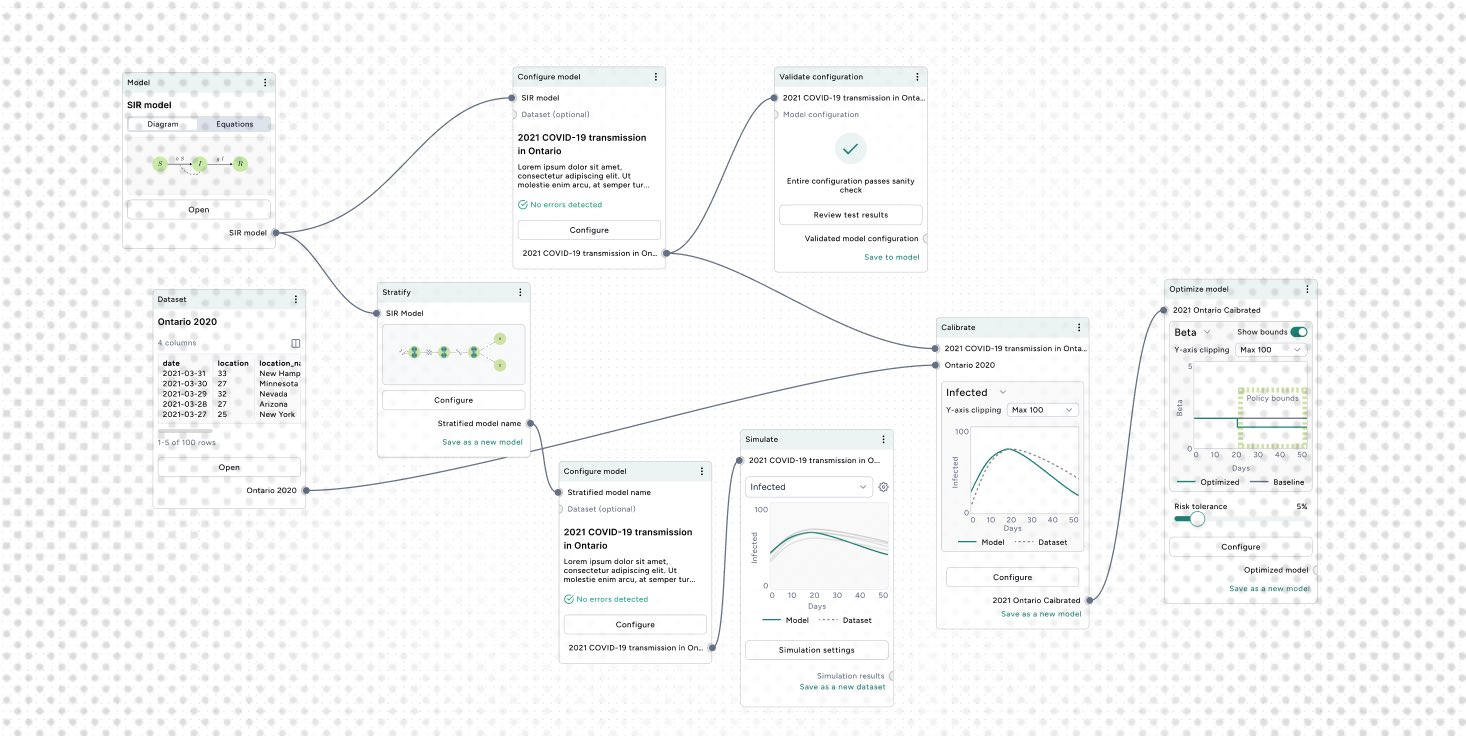 Model
SIR model
Diagram
Equations
S
I
R
Open
SIR model
Dataset
Ontario 2020
4 columns
date location location_na
2021-03-31 33 New Hamp
2021-03-30 27 Minnesota
2021-03-29 32 Nevada
2021-03-28 27 Arizona
2021-03-27 25 New York
1-5 of 100 rows
Open
Ontario 2020
Stratify
SIR Model
Configure
Stratified model name
Save as a new model
Configure model
SIR model
Dataset (optional)
2021 COVID-19 transmission
in Ontario
Lorem ipsum dolor sit amet,
consectetur adipiscing elit. Ut
molestie enim arcu, at semper tur...
No errors detected
Configure
2021 COVID-19 transmission in On...
Configure model
Stratified model name
Dataset (optional)
2021 COVID-19 transmission
in Ontario
Lorem ipsum dolor sit amet,
consectetur adipiscing elit. Ut
molestie enim arcu, at semper tur...
No errors detected
Configure
2021 COVID-19 transmission in On...
Validate configuration
2021 COVID-19 transmission in Onta...
Model configuration
Entire configuration passes sanity
check
Review test results
Validated model configuration
Save to model
Simulate
2021 COVID-19 transmission in O...
Infected
100
Infected
0
0 10 20 30 40 50
Days
Model Dataset
Simulation settings
Simulation results
Save as a new dataset
Calibrate
2021 COVID-19 transmission in Onta...
Ontario 2020
Infected
Y-axis clipping Max 100
100
Infected
0
0 10 20 30 40 50
Days
Model Dataset
Configure
2021 Ontario Caibrated
Save as a new model
Optimize model
2021 Ontario Caibrated
Beta Show bounds
Y-axis clipping Max 100
5
Policy bounds
Beta
0
0 10 20 30 40 50
Days
Optimized Baseline
Risk tolerance 5%
Configure
Optimized model
Save as a new model